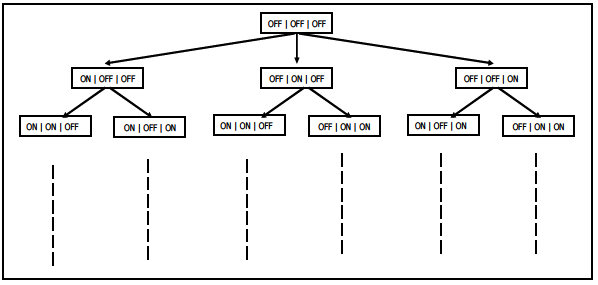 OFF | OFF | OFF
ON | OFF | OFF
OFF | ON | OFF
OFF | OFF | ON
ON | ON | OFF
ON | OFF | ON
ON | ON | OFF
OFF | ON | ON
ON | OFF | ON
OFF | ON | ON